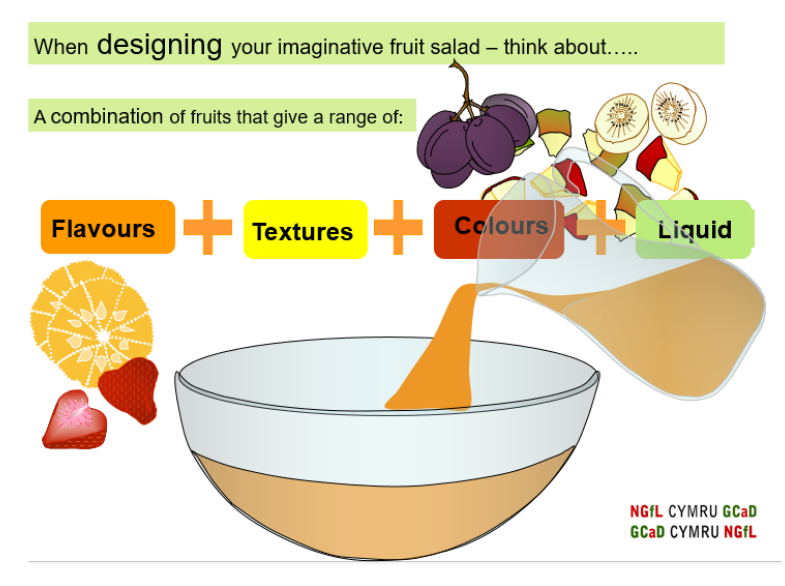 When designing your imaginative fruit salad – think about…..
A combination of fruits that give a range of:
Flavours + Textures + Colours + Liquid
NGfL CYMRU GCaD
GCaD CYMRU NGfL